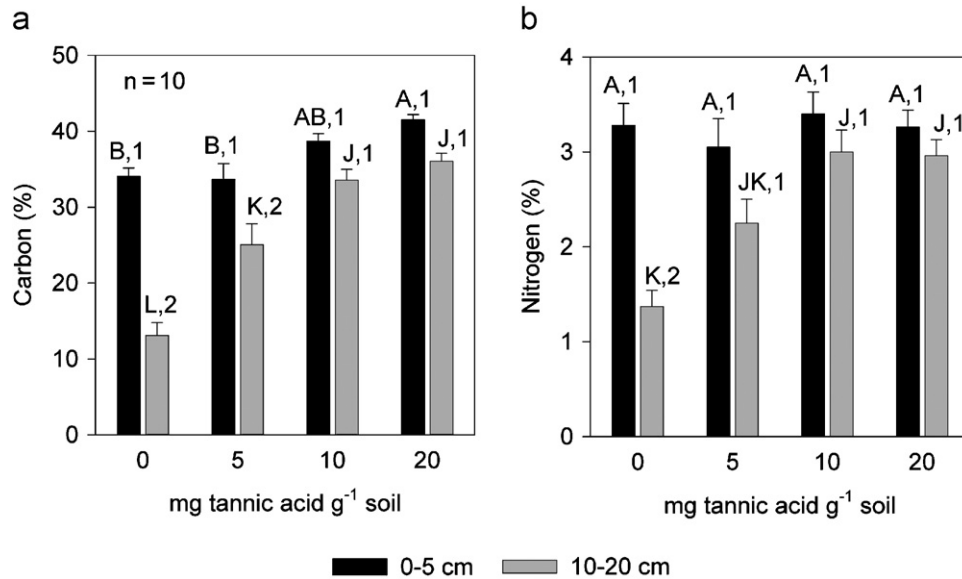 a
50
40
30
20
10
0
Carbon (%)
n=10
B,1
L,2
B,1
K,2
AB,1
J,1
A,1
J,1
0 5 10 20
mg tannic acid g⁻¹ soil
b
4
3
2
1
0
Nitrogen (%)
A,1
K,2
A,1
JK,1
A,1
J,1
A,1
J,1
0 5 10 20
mg tannic acid g⁻¹ soil
0-5 cm 10-20 cm